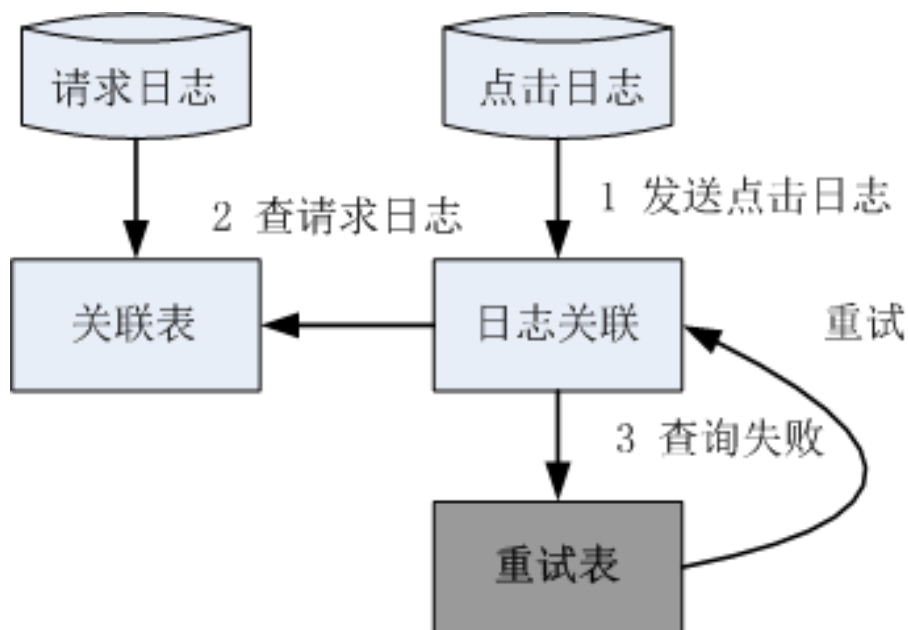 请求日志
点击日志
1 发送点击日志
2 查请求日志
关联表
日志关联
重试
3 查询失败
重试表